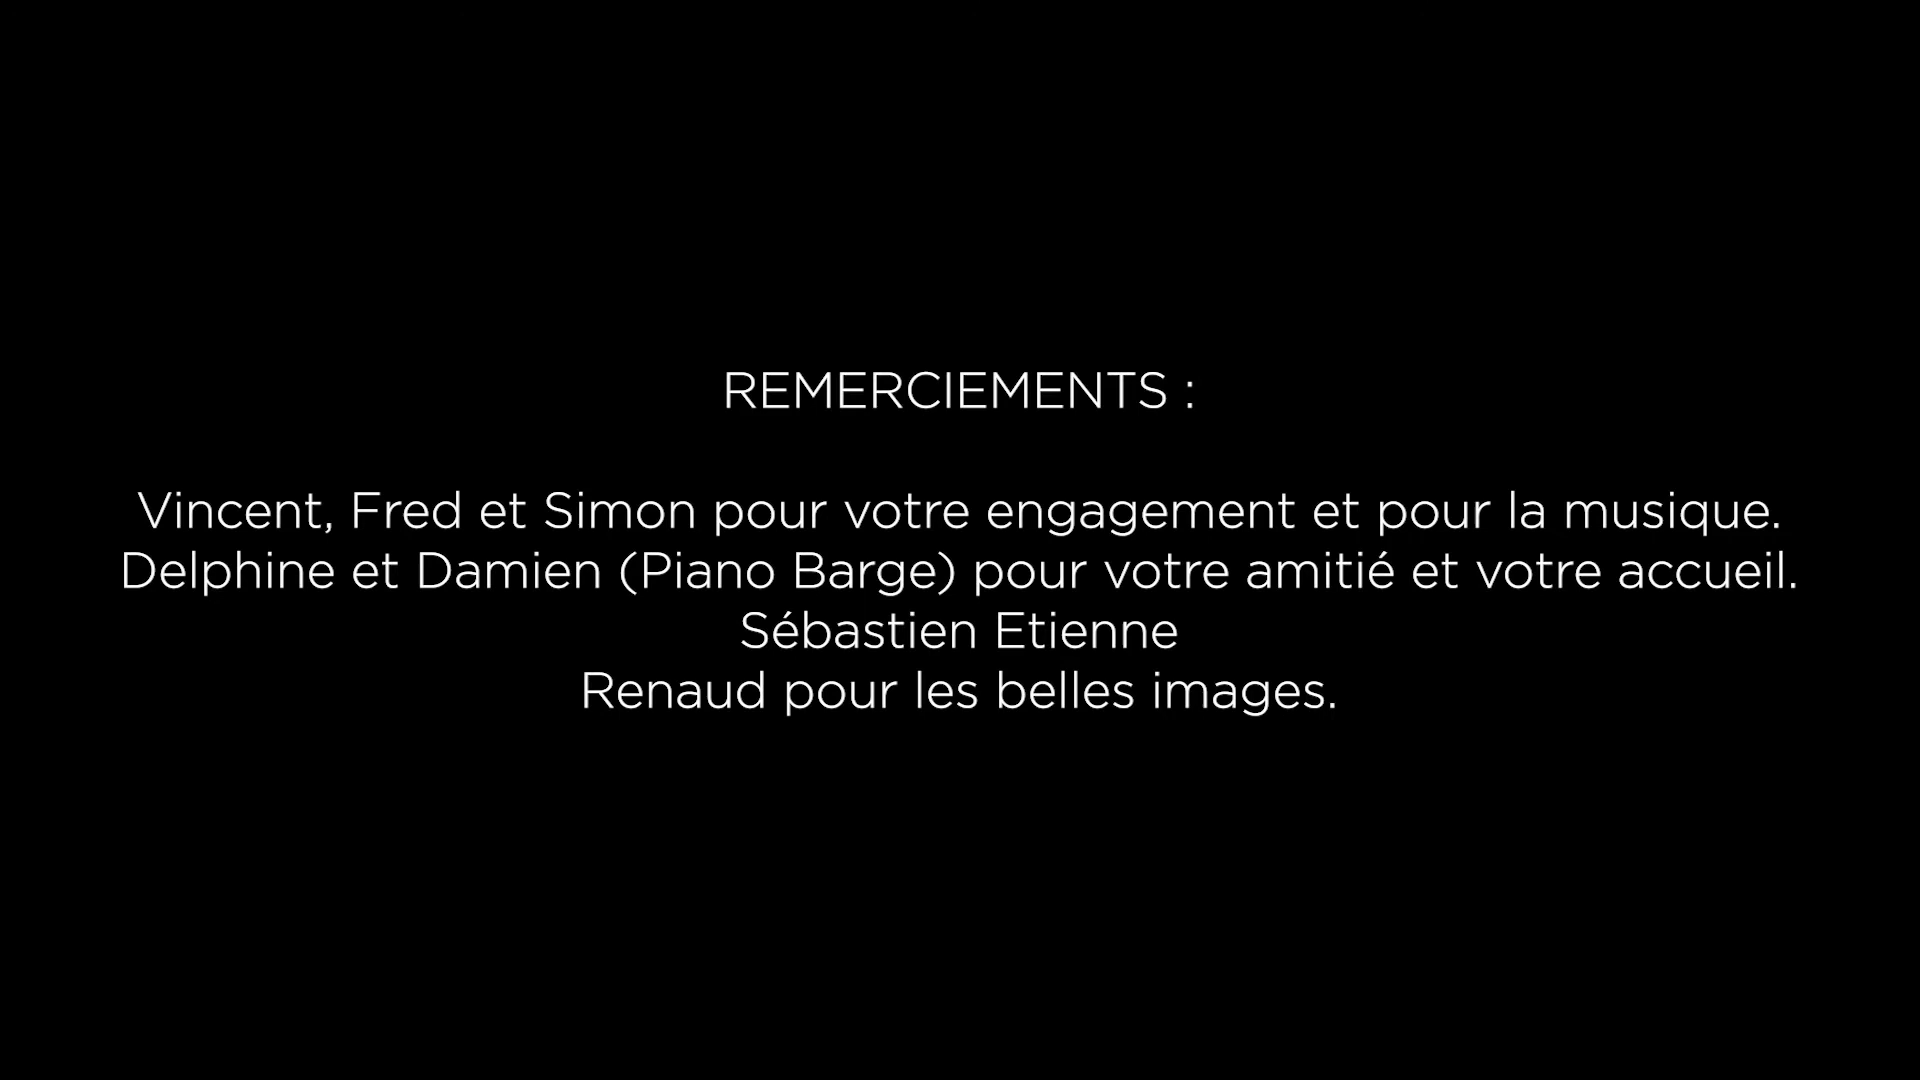 REMERCIEMENTS :
Vincent, Fred et Simon pour votre engagement et pour la musique.
Delphine et Damien (Piano Barge) pour votre amitié et votre accueil.
Sébastien Etienne
Renaud pour les belles images.